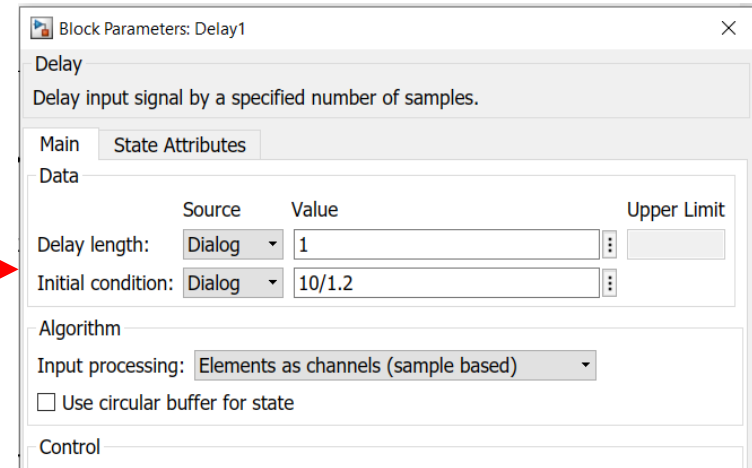 Block Parameters: Delay1
Delay
Delay input signal by a specified number of samples.
Main State Attributes
Data
Source Value Upper Limit
Delay length: Dialog 1
Initial condition: Dialog 10/1.2
Algorithm
Input processing: Elements as channels (sample based)
Use circular buffer for state
Control